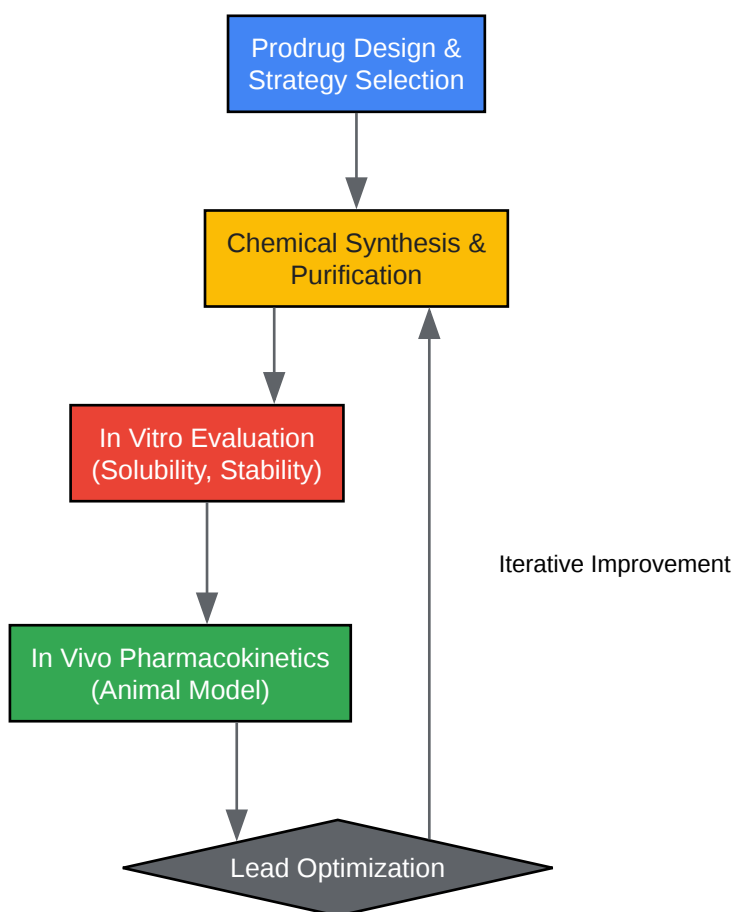 Prodrug Design &
Strategy Selection
Chemical Synthesis &
Purification
In Vitro Evaluation
(Solubility, Stability)
Iterative Improvement
In Vivo Pharmacokinetics
(Animal Model)
Lead Optimization